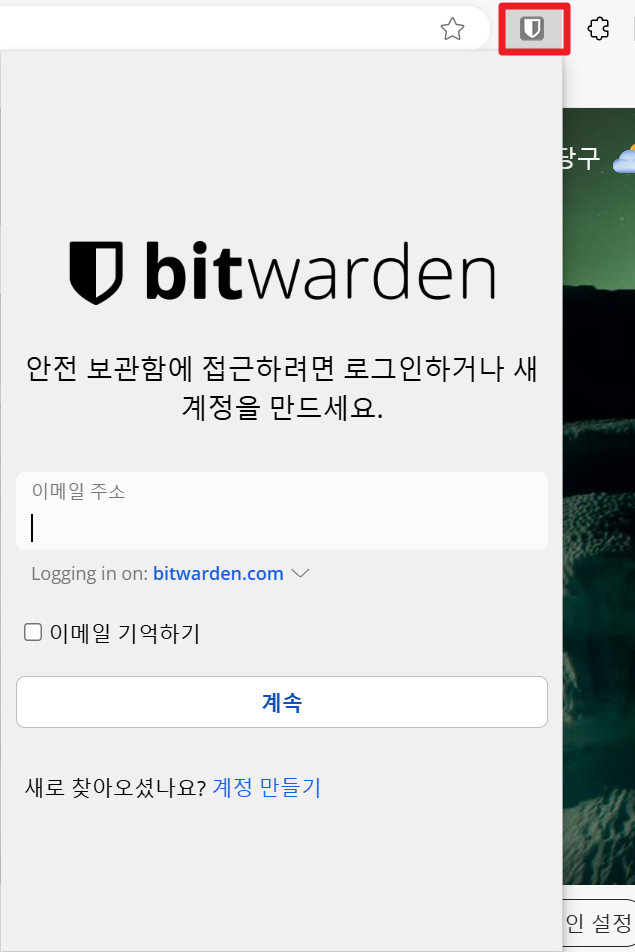 당구
bitwarden
안전 보관함에 접근하려면 로그인하거나 새
계정을 만드세요.
이메일 주소
Logging in on: bitwarden.com
이메일 기억하기
계속
새로 찾아오셨나요? 계정 만들기
인 설정